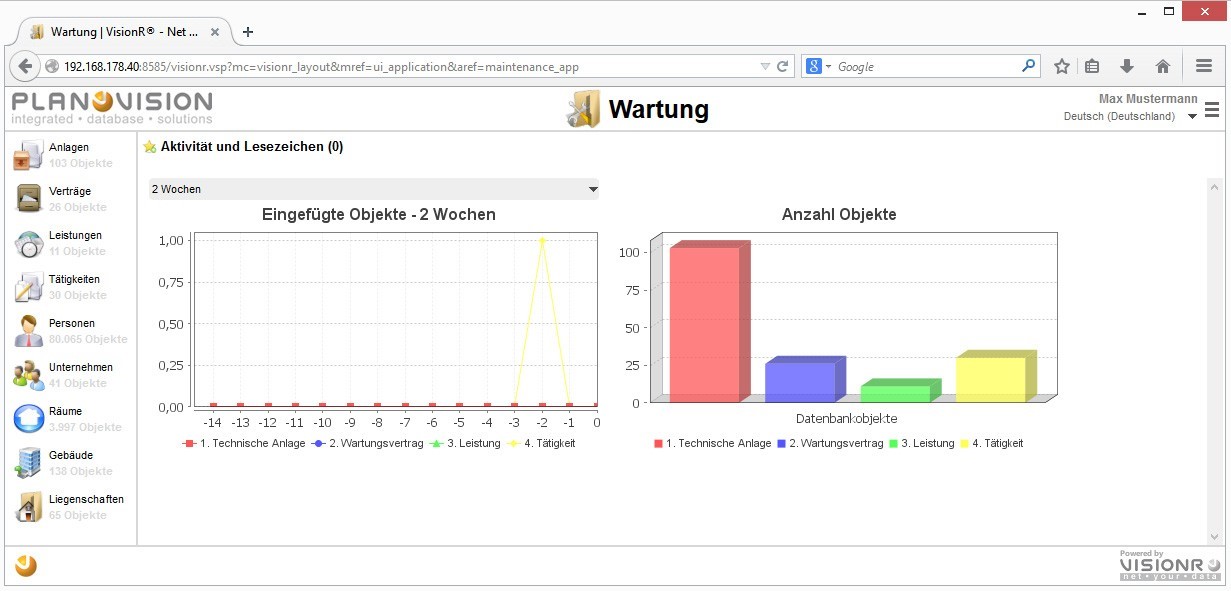 Wartung | VisionR® - Net ...
192.168.178.40:8585/visionr.vsp?mc=visionr_layout&mref=ui_application&aref=maintenance_app
Google
PLANOVISION
integrated • database • solutions
Wartung
Max Mustermann
Deutsch (Deutschland)
Anlagen
103 Objekte
Verträge
26 Objekte
Leistungen
11 Objekte
Tätigkeiten
30 Objekte
Personen
80.065 Objekte
Unternehmen
41 Objekte
Räume
3.997 Objekte
Gebäude
138 Objekte
Liegenschaften
65 Objekte
Aktivität und Lesezeichen (0)
2 Wochen
Eingefügte Objekte - 2 Wochen
1,00
0,75
0,50
0,25
0,00
-14 -13 -12 -11 -10 -9 -8 -7 -6 -5 -4 -3 -2 -1 0
1. Technische Anlage 2. Wartungsvertrag 3. Leistung 4. Tätigkeit
Anzahl Objekte
100
75
50
25
0
Datenbankobjekte
1. Technische Anlage 2. Wartungsvertrag 3. Leistung 4. Tätigkeit
Powered by
VISIONR
net • your • data